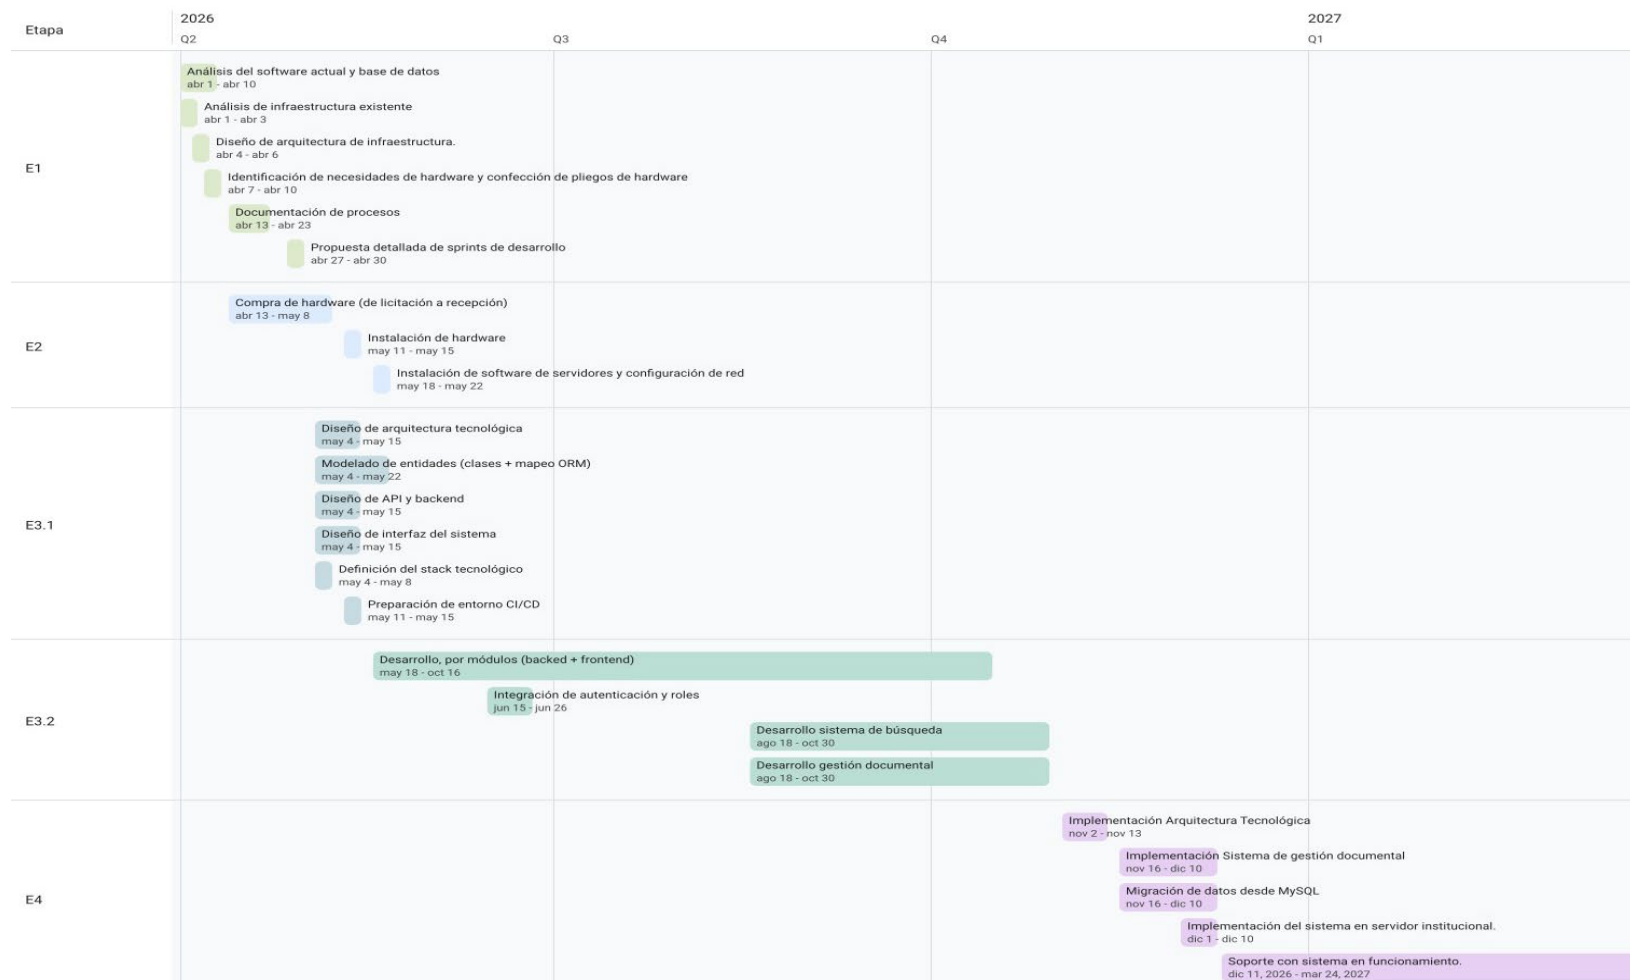 2026
2027
Etapa
Q2
Q3
Q4
Q1
E1
Análisis del software actual y base de datos
abr 1 - abr 10
Análisis de infraestructura existente
abr 1 - abr 3
Diseño de arquitectura de infraestructura.
abr 4 - abr 6
Identificación de necesidades de hardware y confección de pliegos de hardware
abr 7 - abr 10
Documentación de procesos
abr 13 - abr 23
Propuesta detallada de sprints de desarrollo
abr 27 - abr 30
E2
Compra de hardware (de licitación a recepción)
abr 13 - may 8
Instalación de hardware
may 11 - may 15
Instalación de software de servidores y configuración de red
may 18 - may 22
E3.1
Diseño de arquitectura tecnológica
may 4 - may 15
Modelado de entidades (clases + mapeo ORM)
may 4 - may 22
Diseño de API y backend
may 4 - may 15
Diseño de interfaz del sistema
may 4 - may 15
Definición del stack tecnológico
may 4 - may 8
Preparación de entorno CI/CD
may 11 - may 15
E3.2
Desarrollo, por módulos (backed + frontend)
may 18 - oct 16
Integración de autenticación y roles
jun 15 - jun 26
Desarrollo sistema de búsqueda
ago 18 - oct 30
Desarrollo gestión documental
ago 18 - oct 30
E4
Implementación Arquitectura Tecnológica
nov 2 - nov 13
Implementación Sistema de gestión documental
nov 16 - dic 10
Migración de datos desde MySQL
nov 16 - dic 10
Implementación del sistema en servidor institucional.
dic 1 - dic 10
Soporte con sistema en funcionamiento.
dic 11, 2026 - mar 24, 2027